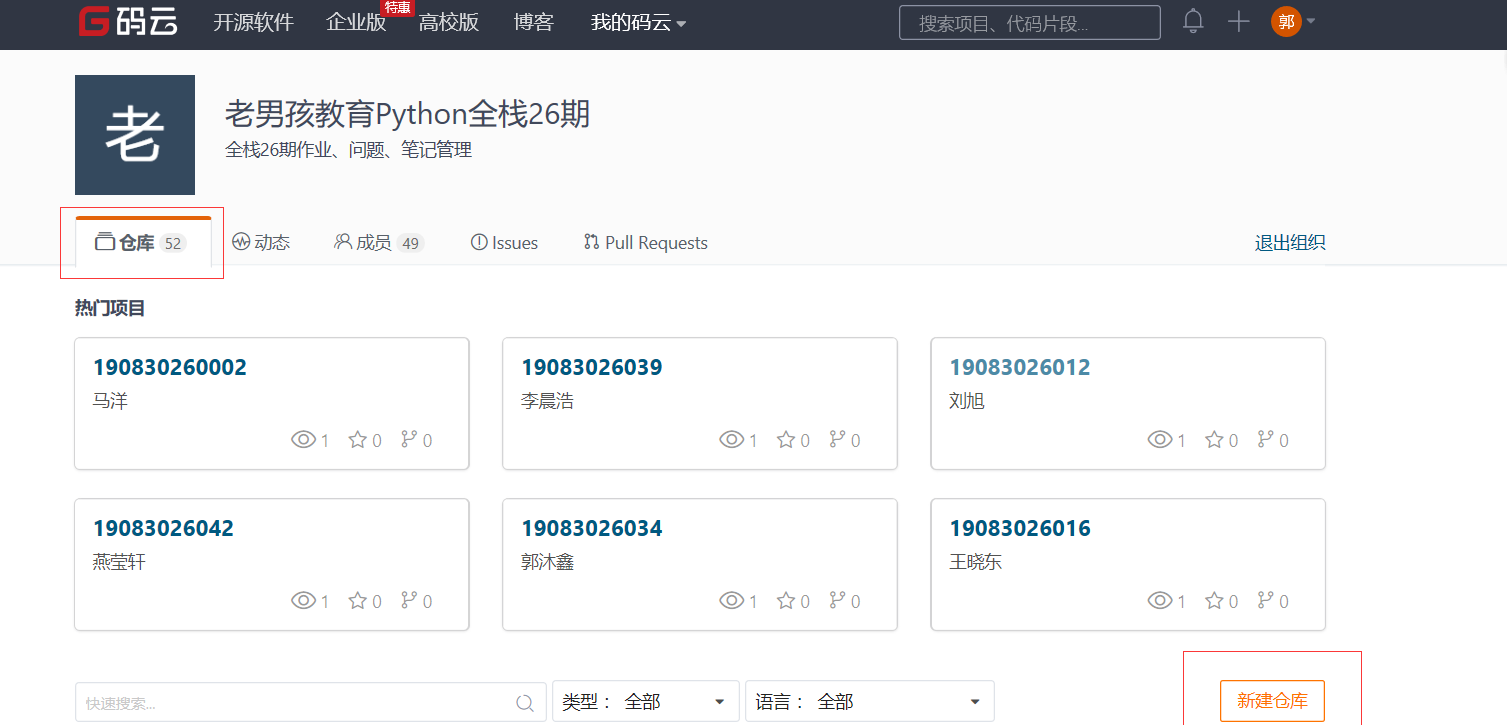 G 码云 开源软件 企业版 特惠 高校版 博客 我的码云 搜索项目、代码片段... 郭
老
老男孩教育Python全栈26期
全栈26期作业、问题、笔记管理
仓库 52 动态 成员 49 Issues Pull Requests 退出组织
热门项目
190830260002 19083026039 19083026012
马洋 李晨浩 刘旭
1 0 0 1 0 0 1 0 0
19083026042 19083026034 19083026016
燕莹轩 郭沐鑫 王晓东
1 0 0 1 0 0 1 0 0
快速搜索... 类型： 全部 语言： 全部 新建仓库